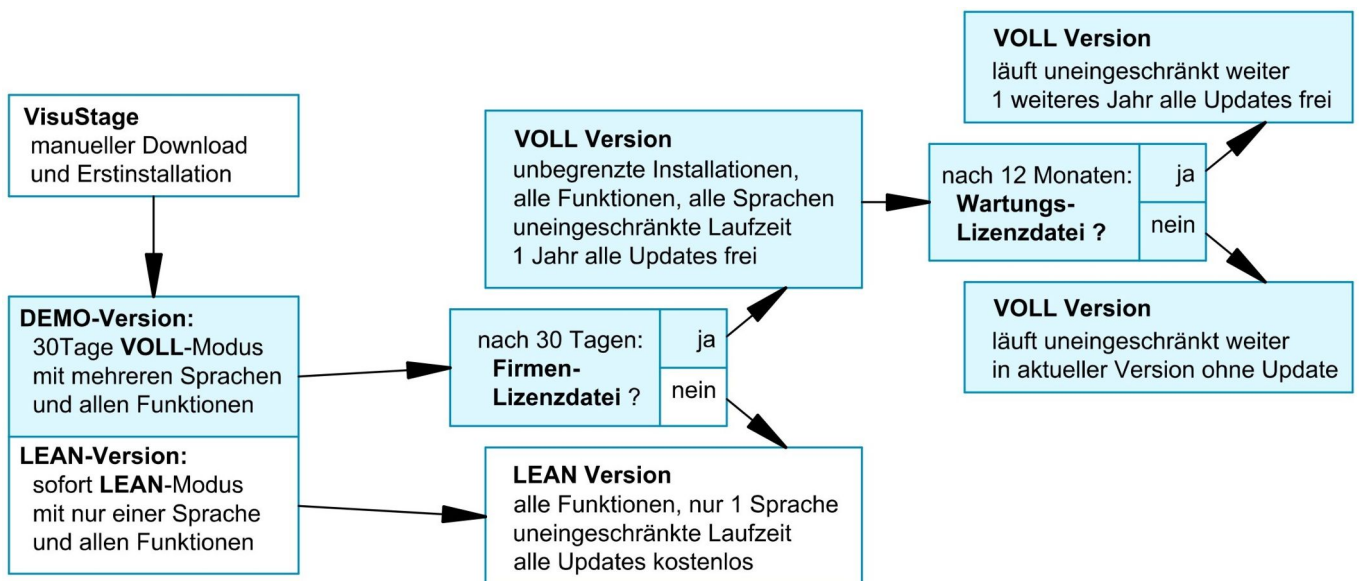 VisuStage
manueller Download
und Erstinstallation
DEMO-Version:
30Tage VOLL-Modus
mit mehreren Sprachen
und allen Funktionen
LEAN-Version:
sofort LEAN-Modus
mit nur einer Sprache
und allen Funktionen
nach 30 Tagen:
Firmen-
Lizenzdatei ?
ja
nein
VOLL Version
unbegrenzte Installationen,
alle Funktionen, alle Sprachen
uneingeschränkte Laufzeit
1 Jahr alle Updates frei
LEAN Version
alle Funktionen, nur 1 Sprache
uneingeschränkte Laufzeit
alle Updates kostenlos
nach 12 Monaten:
Wartungs-
Lizenzdatei ?
ja
nein
VOLL Version
läuft uneingeschränkt weiter
1 weiteres Jahr alle Updates frei
VOLL Version
läuft uneingeschränkt weiter
in aktueller Version ohne Update